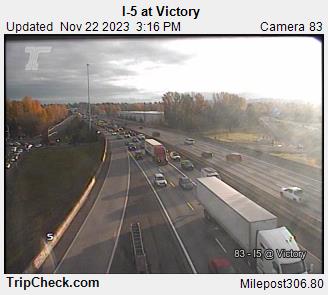 I-5 at Victory
Updated Nov 22 2023 3:16 PM Camera 83
S
83 - I5 @ Victory
TripCheck.com Milepost306.80